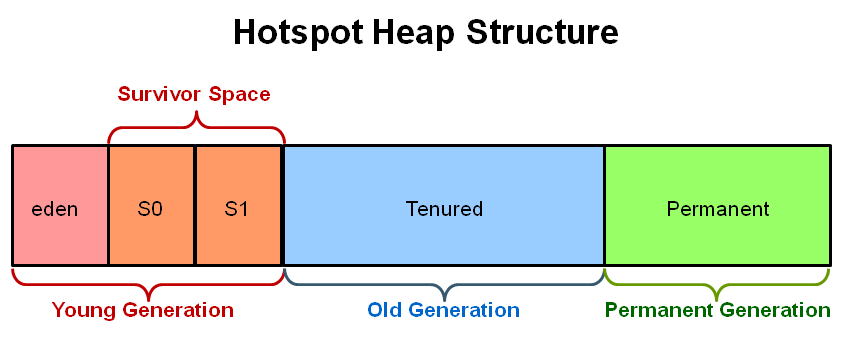 Hotspot Heap Structure
Survivor Space
eden
S0
S1
Tenured
Permanent
Young Generation
Old Generation
Permanent Generation